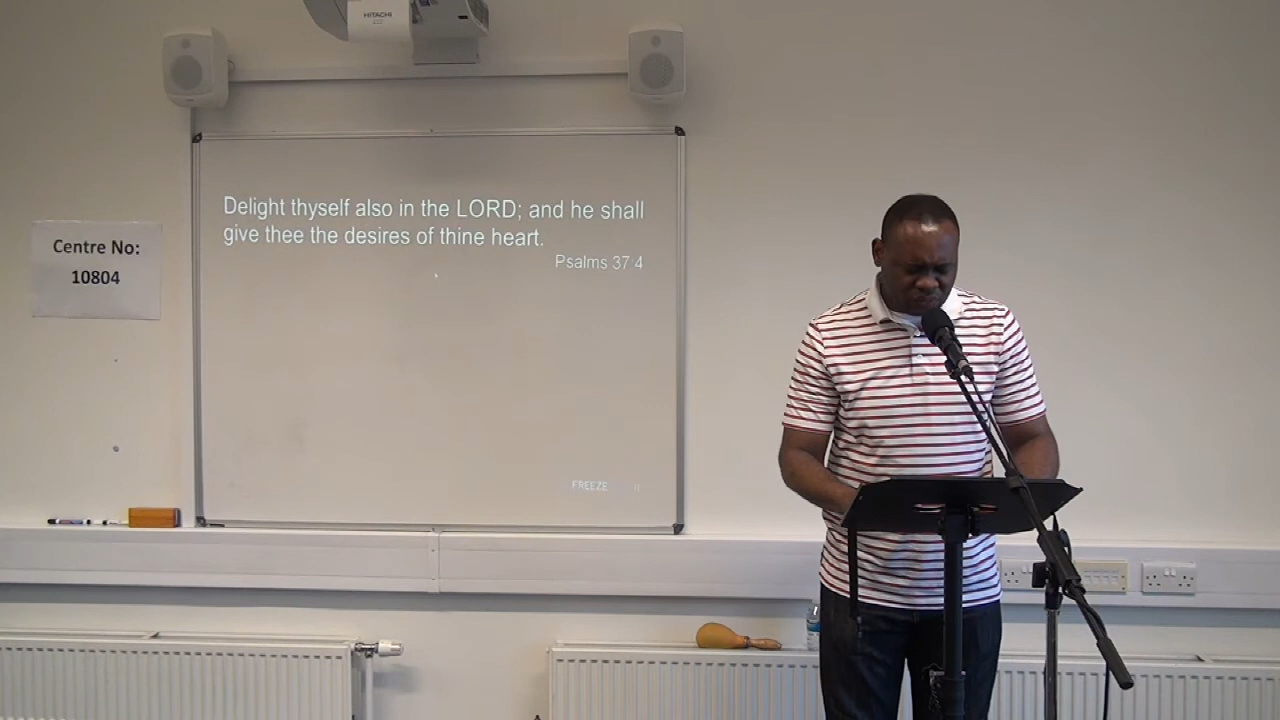 HITACHI
Delight thyself also in the LORD; and he shall
give thee the desires of thine heart.
Psalms 37:4
Centre No:
10804
FREEZE